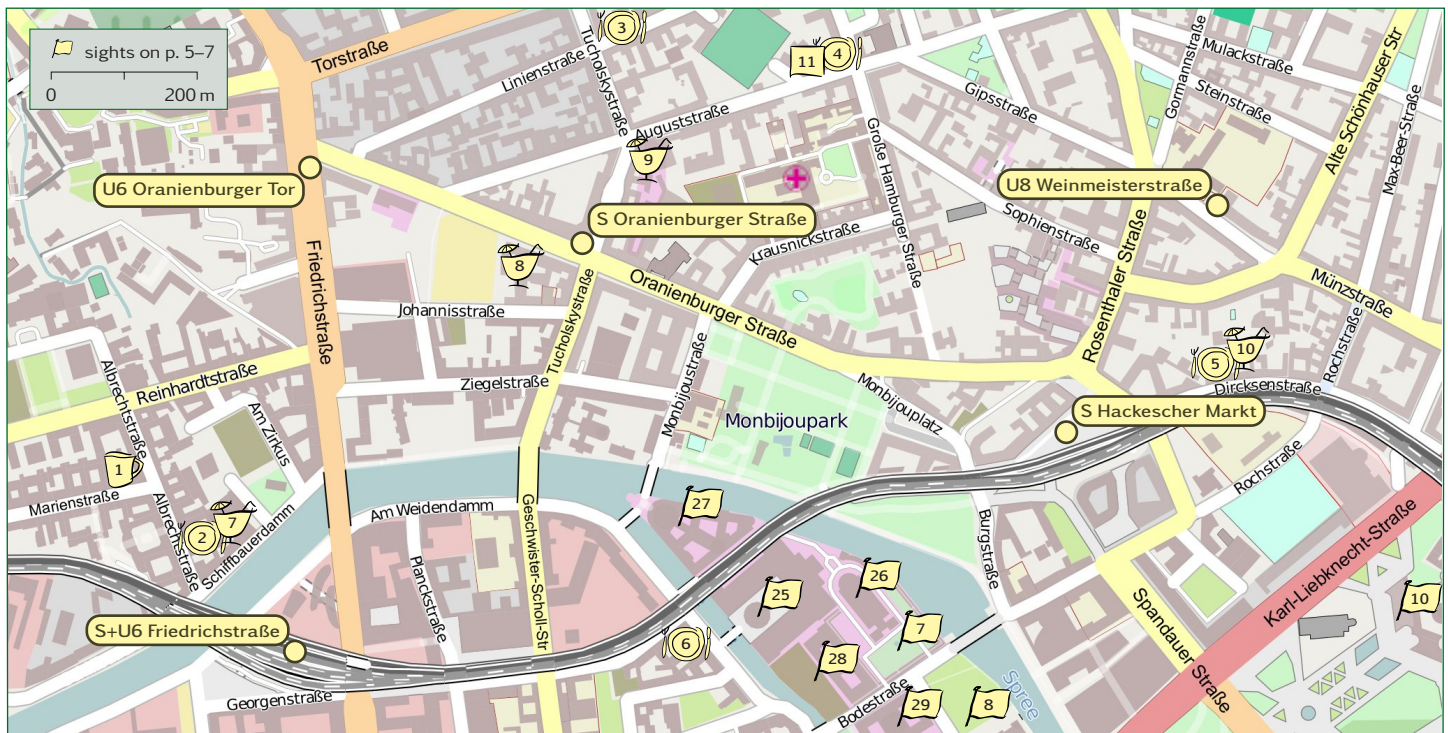 sights on p. 5–7
0 200 m
Torstraße
Linienstraße
3
Tucholskystraße
11
4
Gormannstraße
Mulackstraße
Steinstraße
Alte Schönhauser Str
Max-Beer-Straße
Gipsstraße
Auguststraße
9
Große Hamburger Straße
U6 Oranienburger Tor
U8 Weinmeisterstraße
S Oranienburger Straße
Sophienstraße
Krausnickstraße
Friedrichstraße
8
Oranienburger Straße
Rosenthaler Straße
Münzstraße
Johannisstraße
Tucholskystraße
Rochstraße
10
5
Albrechtstraße
Reinhardtstraße
Ziegelstraße
Monbijoustraße
Monbijouplatz
Dircksenstraße
Am Zirkus
Monbijoupark
S Hackescher Markt
1
Marienstraße
Albrechtstraße
Rochstraße
7
2
Schiffbauerdamm
Am Weidendamm
Geschwister-Scholl-Str
27
Burgstraße
Karl-Liebknecht-Straße
Planckstraße
25
26
10
S+U6 Friedrichstraße
6
7
Spandauer Straße
28
Georgenstraße
Bodestraße
29
8
Spree